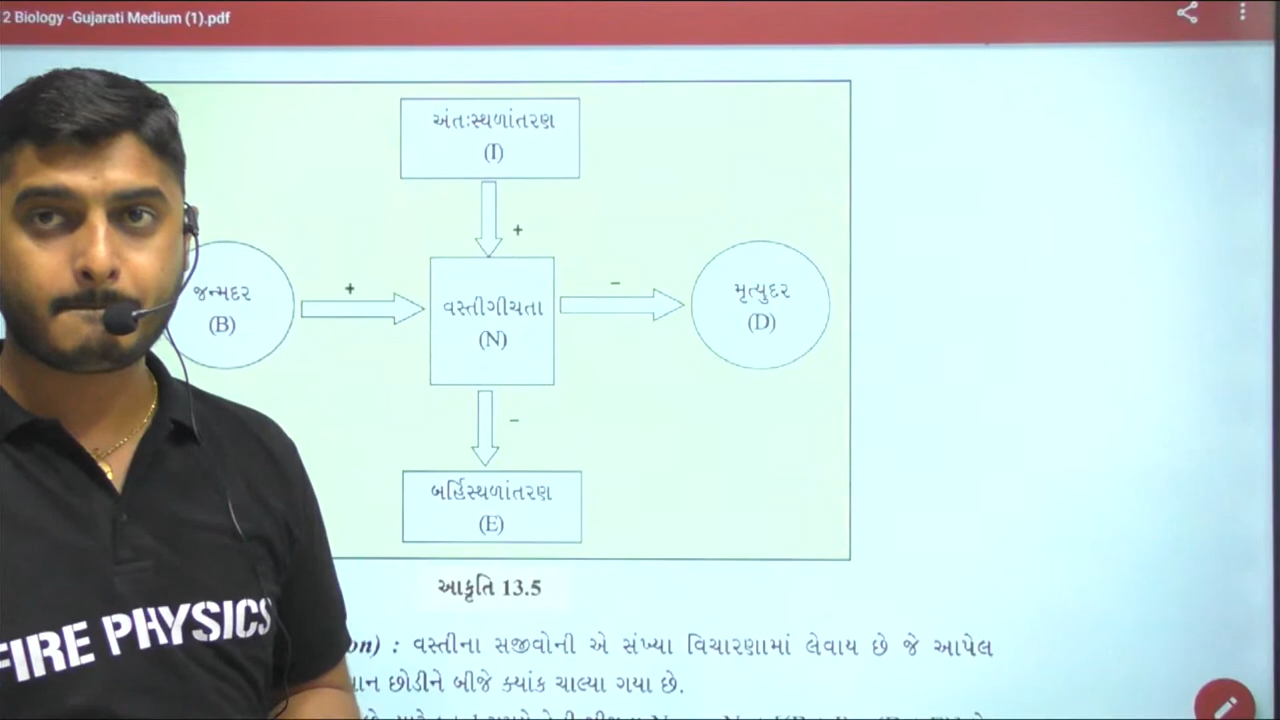 2 Biology -Gujarati Medium (1).pdf
અંતઃસ્થળાંતરણ
(I)
+
જન્મદર
(B)
+
વસ્તીગીચતા
(N)
–
મૃત્યુદર
(D)
–
બર્હિસ્થળાંતરણ
(E)
આકૃતિ 13.5
FIRE PHYSICS
on) : વસ્તીના સજીવોની એ સંખ્યા વિચારણામાં લેવાય છે જે આપેલ
છોડીને બીજે ક્યાંક ચાલ્યા ગયા છે.